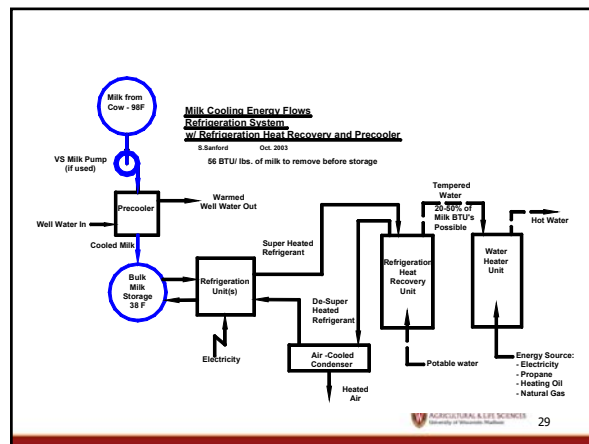 Milk from
Cow - 98F
Milk Cooling Energy Flows
Refrigeration System
w/ Refrigeration Heat Recovery and Precooler
S.Sanford Oct. 2003
56 BTU/ lbs. of milk to remove before storage
VS Milk Pump
(if used)
Precooler
Warmed
Well Water Out
Well Water In
Cooled Milk
Bulk
Milk
Storage
38 F
Refrigeration
Unit(s)
Electricity
Super Heated
Refrigerant
De-Super
Heated
Refrigerant
Air -Cooled
Condenser
Heated
Air
Tempered
Water
20-50% of
Milk BTU's
Possible
Refrigeration
Heat
Recovery
Unit
Potable water
Water
Heater
Unit
Hot Water
Energy Source:
- Electricity
- Propane
- Heating Oil
- Natural Gas
AGRICULTURAL & LIFE SCIENCES
University of Wisconsin-Madison
29